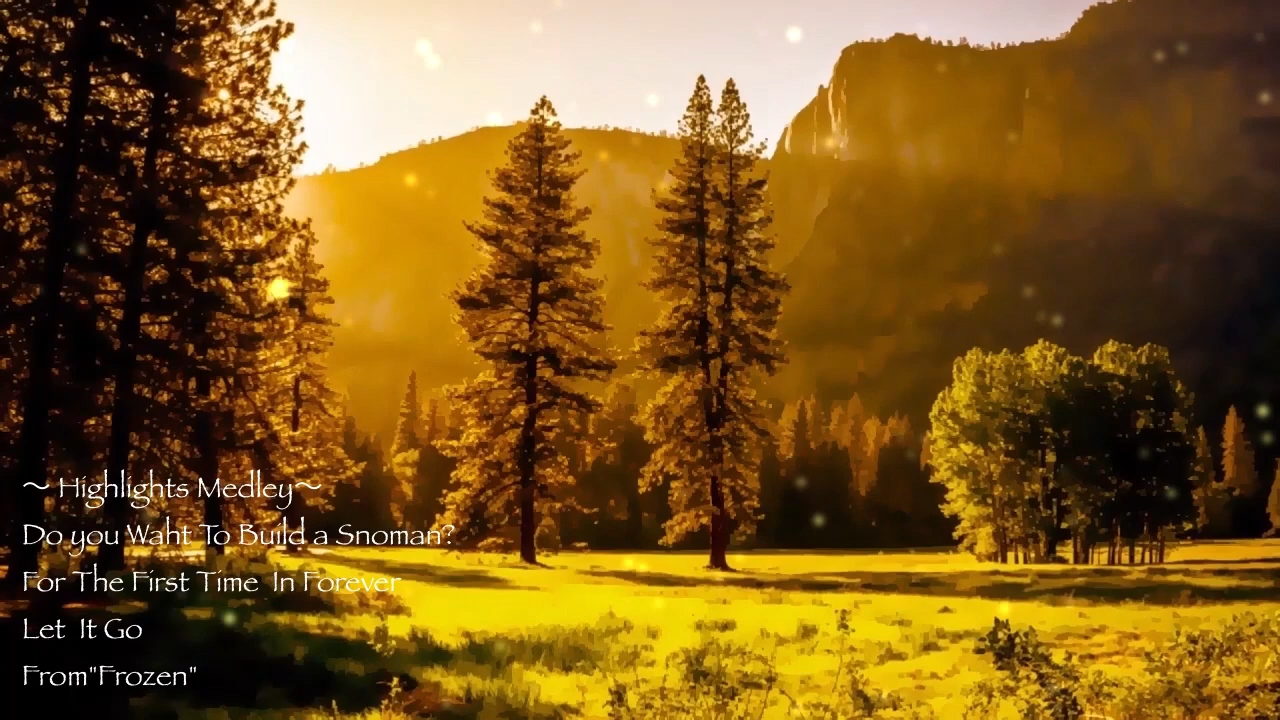 ～ Highlights Medley～
Do you Waht To Build a Snoman?
For The First Time In Forever
Let It Go
From"Frozen"